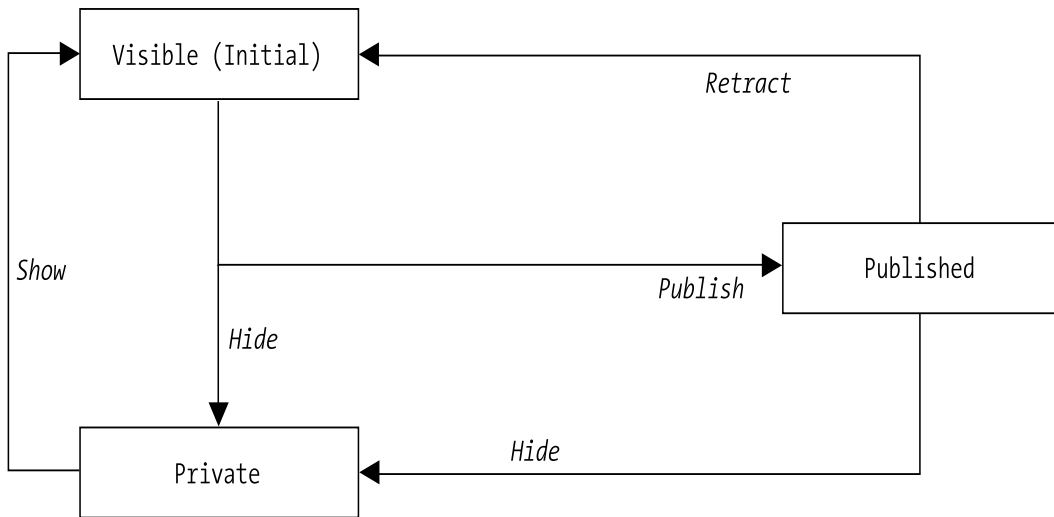 Visible (Initial)
Retract
Show
Published
Publish
Hide
Hide
Private